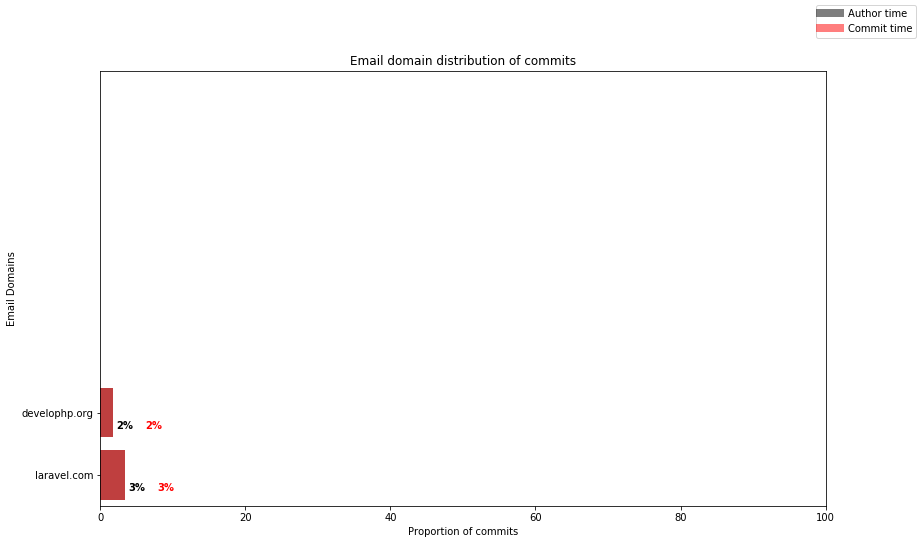 Author time
Commit time
Email domain distribution of commits
Email Domains
develophp.org
2% 2%
laravel.com
3% 3%
0 20 40 60 80 100
Proportion of commits